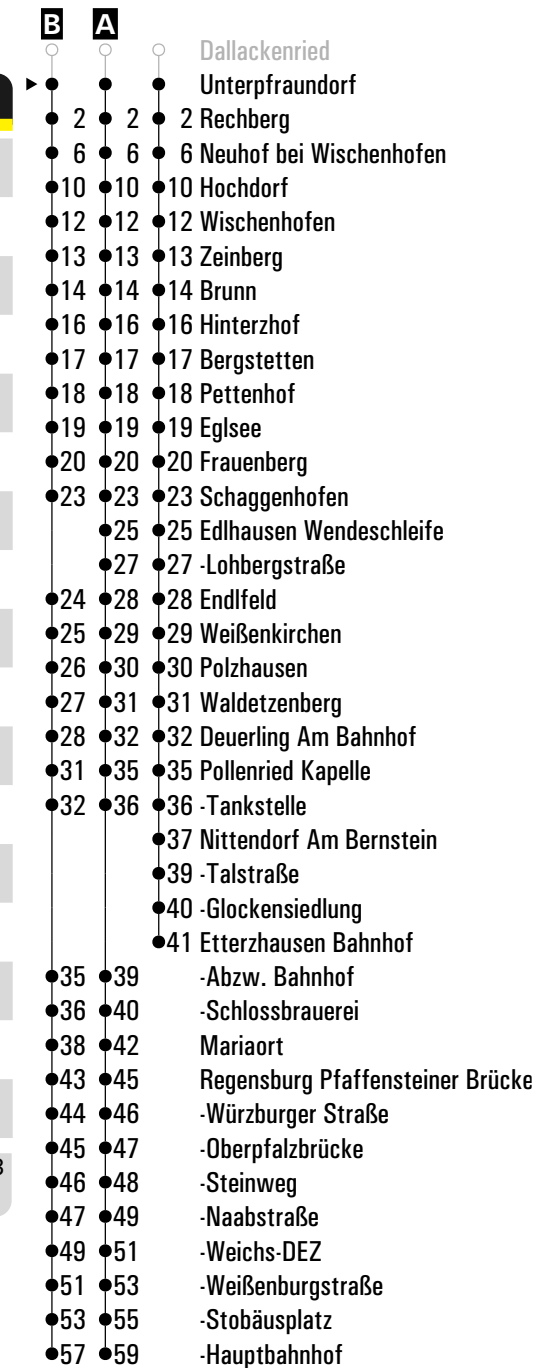 B A
Dallackenried
Unterpfraundorf
2 2 2 Rechberg
6 6 6 Neuhof bei Wischenhofen
10 10 10 Hochdorf
12 12 12 Wischenhofen
13 13 13 Zeinberg
14 14 14 Brunn
16 16 16 Hinterzhof
17 17 17 Bergstetten
18 18 18 Pettenhof
19 19 19 Eglsee
20 20 20 Frauenberg
23 23 23 Schaggenhofen
25 25 Edlhausen Wendeschleife
27 27 -Lohbergstraße
24 28 28 Endlfeld
25 29 29 Weißenkirchen
26 30 30 Polzhausen
27 31 31 Waldetzenberg
28 32 32 Deuerling Am Bahnhof
31 35 35 Pollenried Kapelle
32 36 36 -Tankstelle
37 Nittendorf Am Bernstein
39 -Talstraße
40 -Glockensiedlung
41 Etterzhausen Bahnhof
35 39 -Abzw. Bahnhof
36 40 -Schlossbrauerei
38 42 Mariaort
43 45 Regensburg Pfaffensteiner Brücke
44 46 -Würzburger Straße
45 47 -Oberpfalzbrücke
46 48 -Steinweg
47 49 -Naabstraße
49 51 -Weichs-DEZ
51 53 -Weißenburgstraße
53 55 -Stobäusplatz
57 59 -Hauptbahnhof